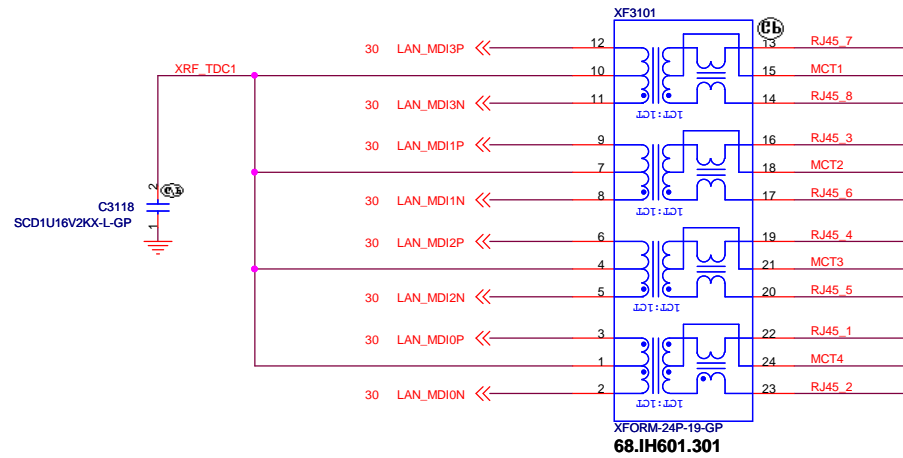 XF3101
30 LAN_MDI3P 12 13 RJ45_7
XRF_TDC1 10 15 MCT1
30 LAN_MDI3N 11 14 RJ45_8
1CT:1CT
30 LAN_MDI1P 9 16 RJ45_3
7 18 MCT2
30 LAN_MDI1N 8 17 RJ45_6
1CT:1CT
2
C3118
SCD1U16V2KX-L-GP
1
30 LAN_MDI2P 6 19 RJ45_4
4 21 MCT3
30 LAN_MDI2N 5 20 RJ45_5
1CT:1CT
30 LAN_MDI0P 3 22 RJ45_1
1 24 MCT4
30 LAN_MDI0N 2 23 RJ45_2
1CT:1CT
XFORM-24P-19-GP
68.IH601.301